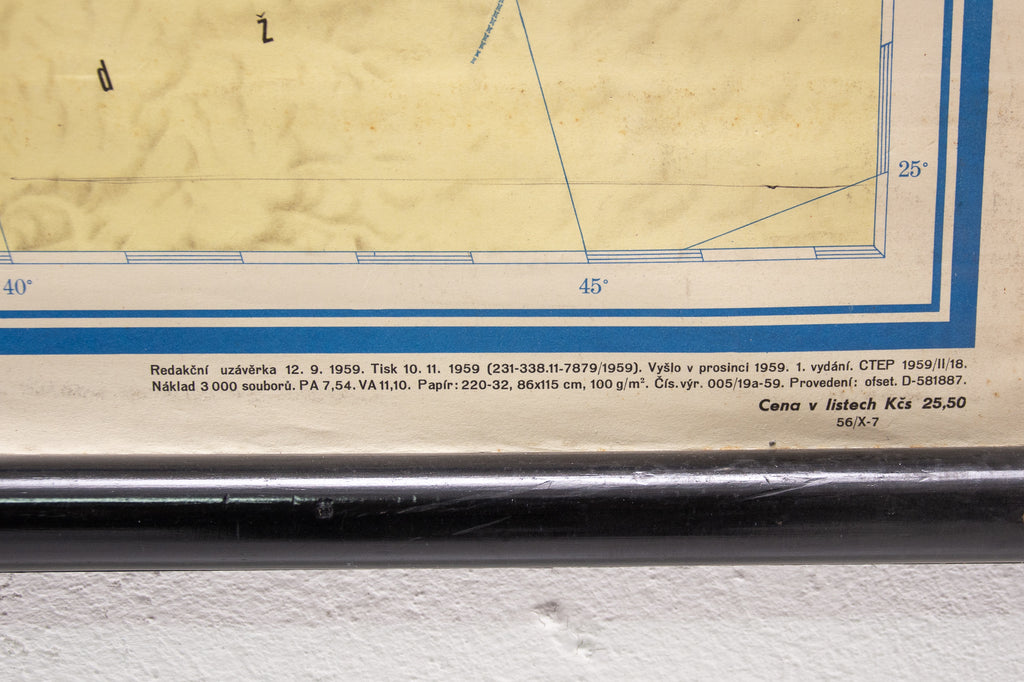 ž
d
25°
40°
45°
Redakční uzávěrka 12. 9. 1959. Tisk 10. 11. 1959 (231-338.11-7879/1959). Vyšlo v prosinci 1959. 1. vydání. CTEP 1959/II/18.
Náklad 3 000 souborů. PA 7,54. VA 11,10. Papír: 220-32, 86x115 cm, 100 g/m². Čís. výr. 005/19a-59. Provedení: ofset. D-581887.
Cena v listech Kčs 25,50
56/X-7